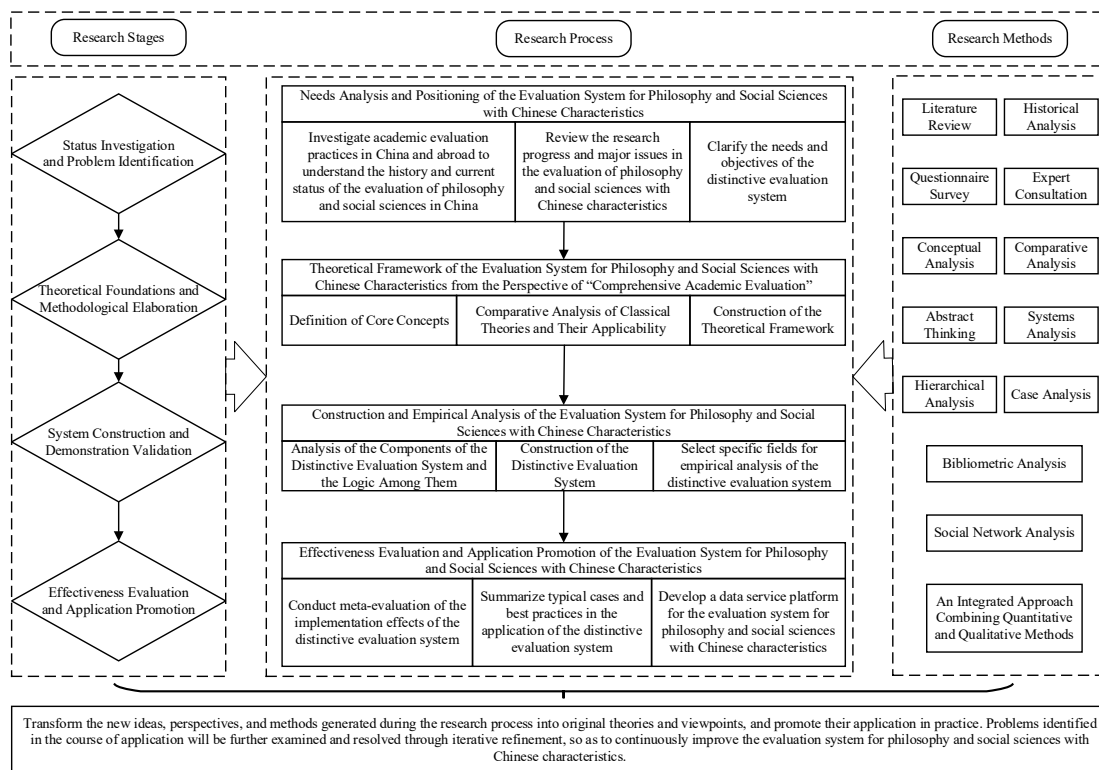 Research Stages
Research Process
Research Methods
Status Investigation
and Problem Identification
Theoretical Foundations and
Methodological Elaboration
System Construction and
Demonstration Validation
Effectiveness Evaluation
and Application Promotion
Needs Analysis and Positioning of the Evaluation System for Philosophy and Social Sciences
with Chinese Characteristics
Investigate academic evaluation
practices in China and abroad to
understand the history and current
status of the evaluation of philosophy
and social sciences in China
Review the research
progress and major issues in
the evaluation of philosophy
and social sciences with
Chinese characteristics
Clarify the needs and
objectives of the
distinctive evaluation
system
Theoretical Framework of the Evaluation System for Philosophy and Social Sciences with
Chinese Characteristics from the Perspective of “Comprehensive Academic Evaluation”
Definition of Core Concepts
Comparative Analysis of Classical
Theories and Their Applicability
Construction of the
Theoretical Framework
Construction and Empirical Analysis of the Evaluation System for Philosophy and Social
Sciences with Chinese Characteristics
Analysis of the Components of the
Distinctive Evaluation System and
the Logic Among Them
Construction of the
Distinctive Evaluation
System
Select specific fields for
empirical analysis of the
distinctive evaluation system
Effectiveness Evaluation and Application Promotion of the Evaluation System for Philosophy
and Social Sciences with Chinese Characteristics
Conduct meta-evaluation of the
implementation effects of the
distinctive evaluation system
Summarize typical cases and
best practices in the
application of the distinctive
evaluation system
Develop a data service platform
for the evaluation system for
philosophy and social sciences
with Chinese characteristics
Literature
Review
Historical
Analysis
Questionnaire
Survey
Expert
Consultation
Conceptual
Analysis
Comparative
Analysis
Abstract
Thinking
Systems
Analysis
Hierarchical
Analysis
Case Analysis
Bibliometric Analysis
Social Network Analysis
An Integrated Approach
Combining Quantitative
and Qualitative Methods
Transform the new ideas, perspectives, and methods generated during the research process into original theories and viewpoints, and promote their application in practice. Problems identified
in the course of application will be further examined and resolved through iterative refinement, so as to continuously improve the evaluation system for philosophy and social sciences with
Chinese characteristics.